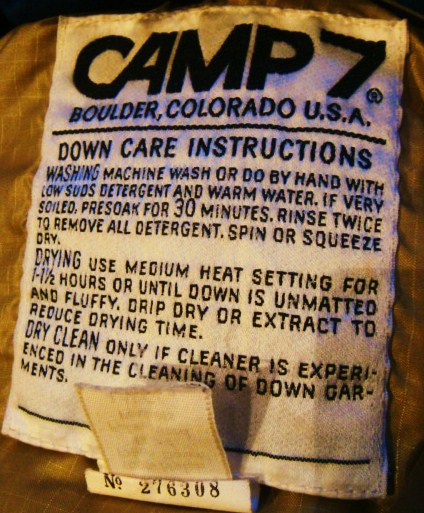 CAMP 7®
BOULDER, COLORADO U.S.A.
DOWN CARE INSTRUCTIONS
WASHING MACHINE WASH OR DO BY HAND WITH
LOW SUDS DETERGENT AND WARM WATER. IF VERY
SOILED, PRESOAK FOR 30 MINUTES. RINSE TWICE
TO REMOVE ALL DETERGENT. SPIN OR SQUEEZE
DRY.
DRYING USE MEDIUM HEAT SETTING FOR
1-1½ HOURS OR UNTIL DOWN IS UNMATTED
AND FLUFFY. DRIP DRY OR EXTRACT TO
REDUCE DRYING TIME.
DRY CLEAN ONLY IF CLEANER IS EXPERI-
ENCED IN THE CLEANING OF DOWN GAR-
MENTS.
Nº 276308